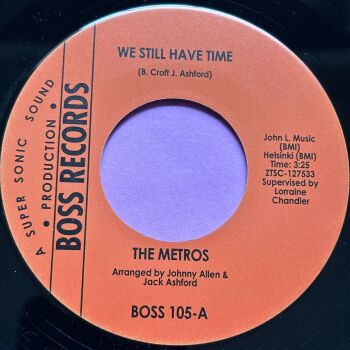 WE STILL HAVE TIME
(B. Croft J. Ashford)
A SUPER SONIC SOUND
• PRODUCTION •
BOSS RECORDS
John L. Music
(BMI)
Helsinki (BMI)
Time: 3:25
ZTSC-127533
Supervised by
Lorraine
Chandler
THE METROS
Arranged by Johnny Allen &
Jack Ashford
BOSS 105-A